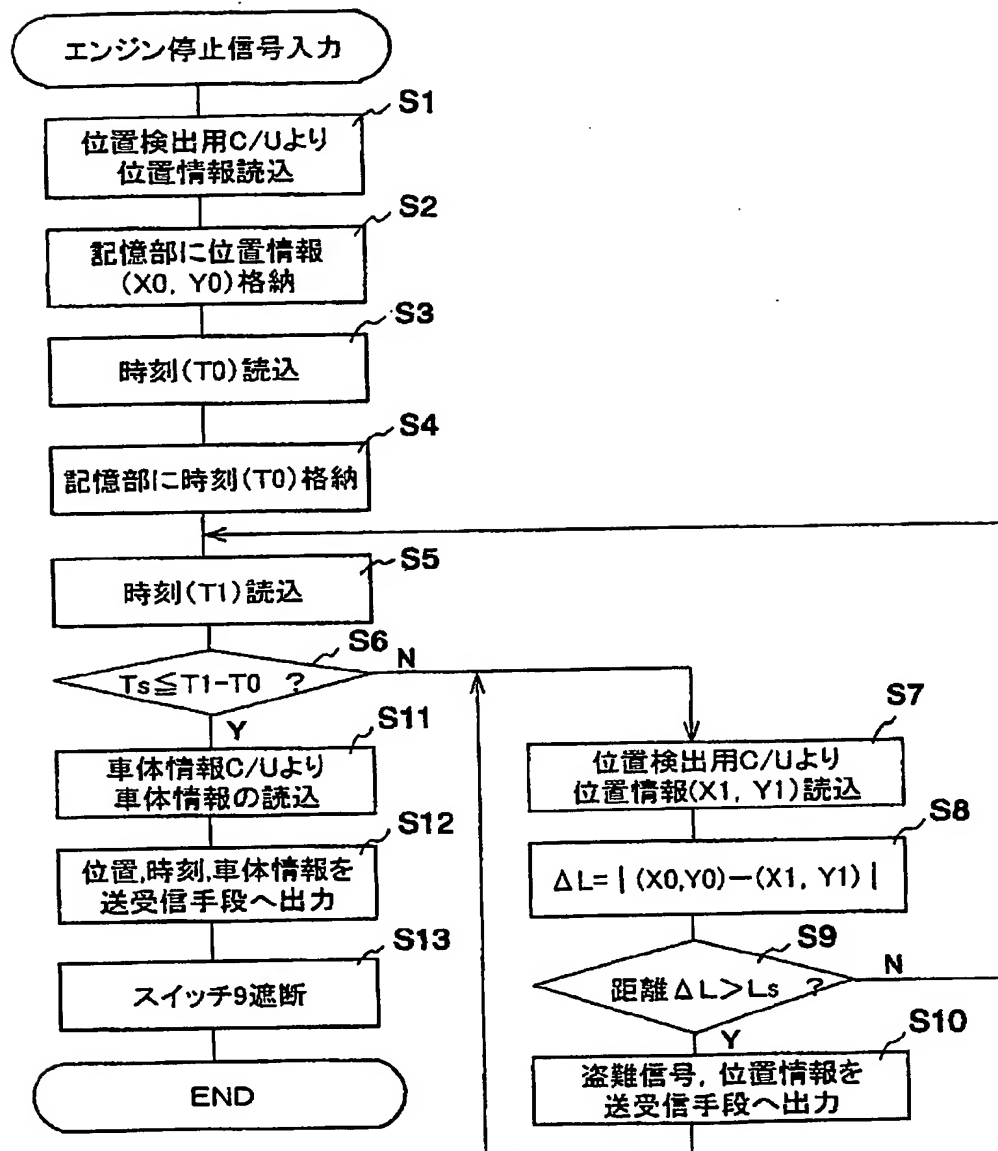 エンジン停止信号入力
S1
位置検出用C/Uより
位置情報読込
S2
記憶部に位置情報
(X0, Y0)格納
S3
時刻(T0)読込
S4
記憶部に時刻(T0)格納
S5
時刻(T1)読込
S6
Ts≦T1-T0 ?
N
Y
S11
車体情報C/Uより
車体情報の読込
S12
位置,時刻,車体情報を
送受信手段へ出力
S13
スイッチ9遮断
END
S7
位置検出用C/Uより
位置情報(X1, Y1)読込
S8
ΔL=|(X0,Y0)-(X1, Y1)|
S9
距離ΔL>Ls ?
N
Y
S10
盗難信号, 位置情報を
送受信手段へ出力